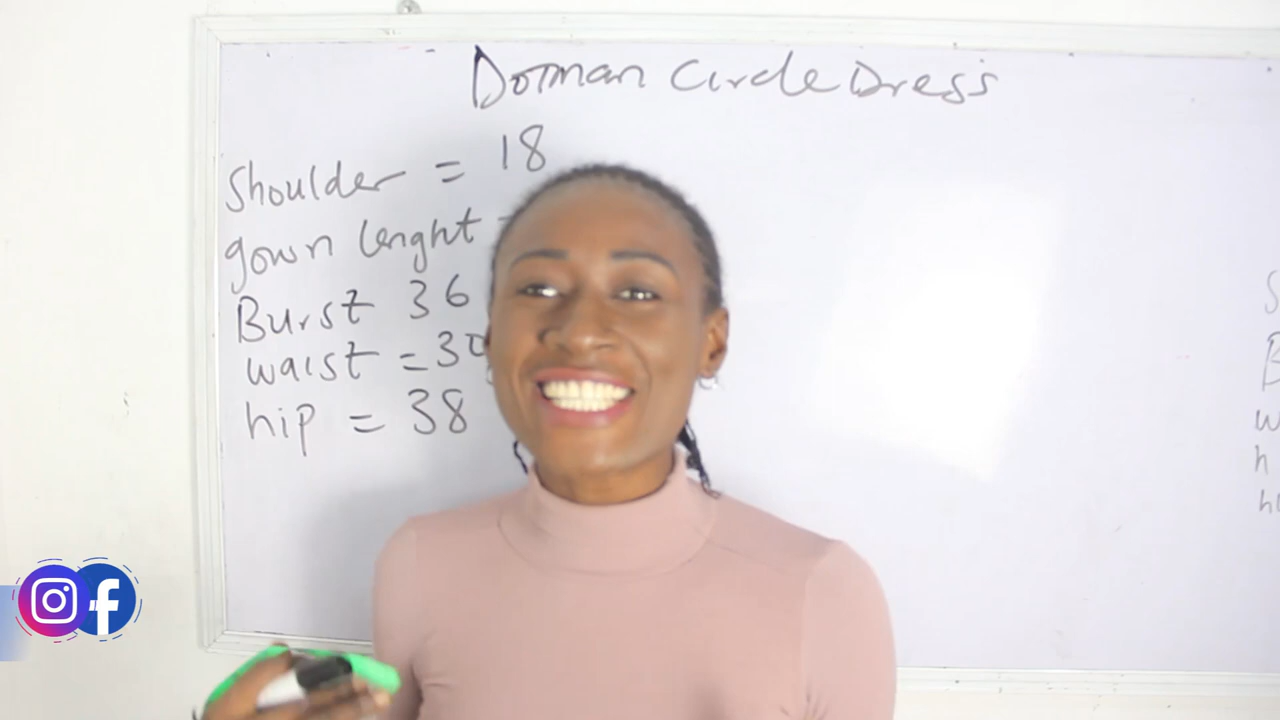 Dolman Circle Dress
Shoulder = 18
gown lenght
Burst 36
waist = 30
hip = 38